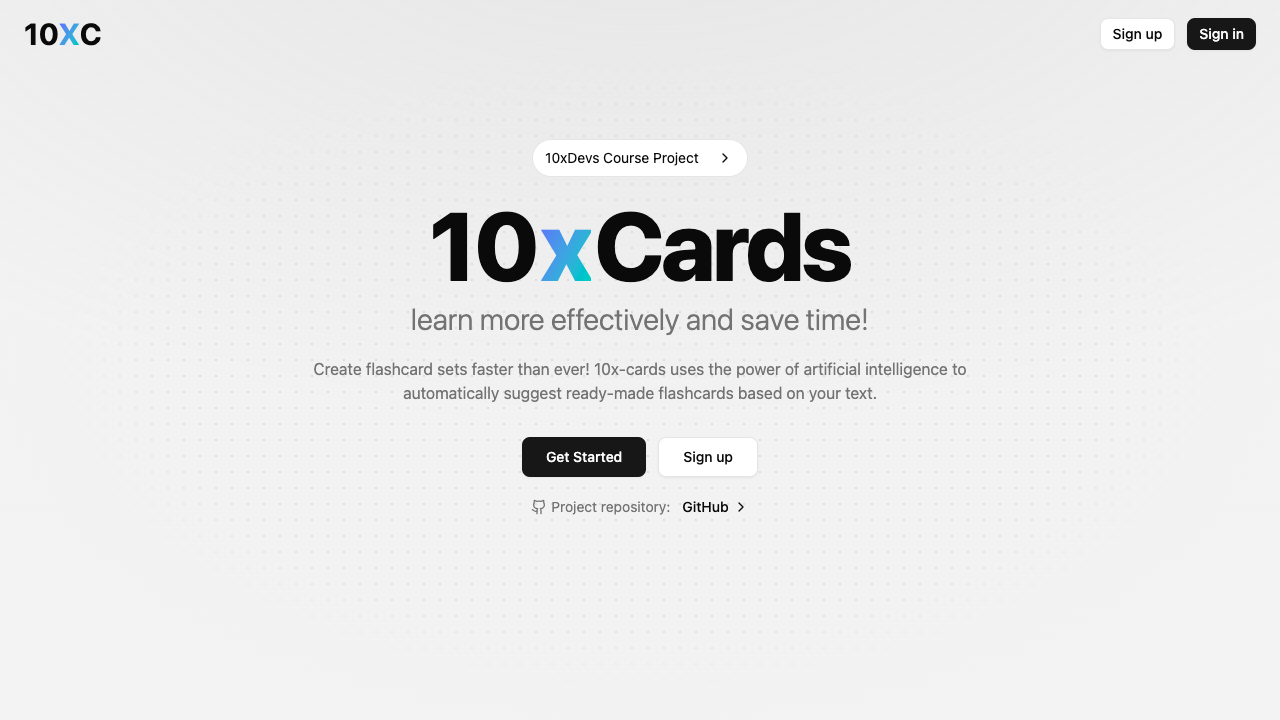 10XC
Sign up
Sign in
10xDevs Course Project
10xCards
learn more effectively and save time!
Create flashcard sets faster than ever! 10x-cards uses the power of artificial intelligence to
automatically suggest ready-made flashcards based on your text.
Get Started
Sign up
Project repository: GitHub